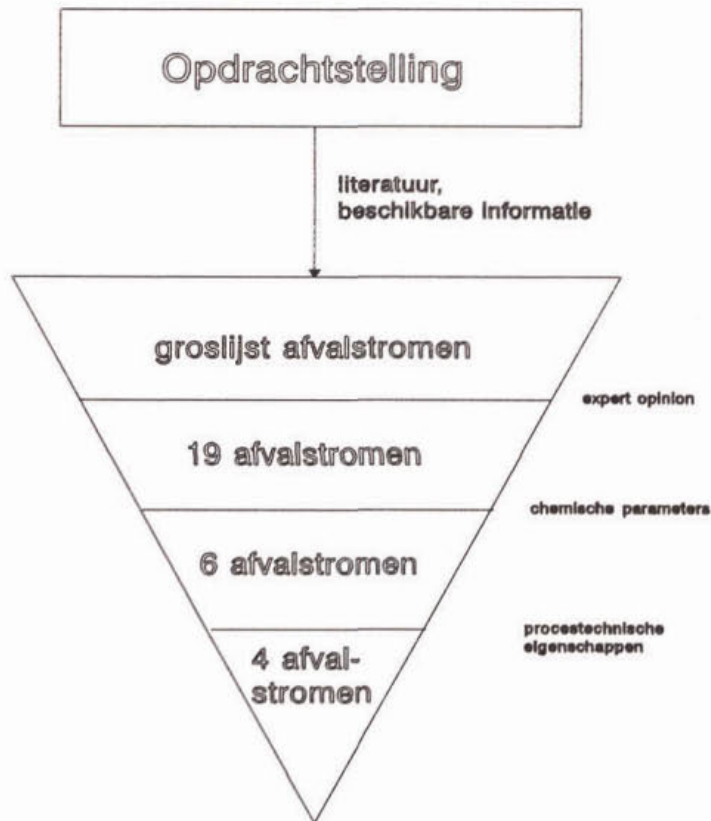 Opdrachtstelling
literatuur,
beschikbare informatie
groslijst afvalstromen
expert opinion
19 afvalstromen
chemische parameters
6 afvalstromen
procestechnische
eigenschappen
4 afval-
stromen